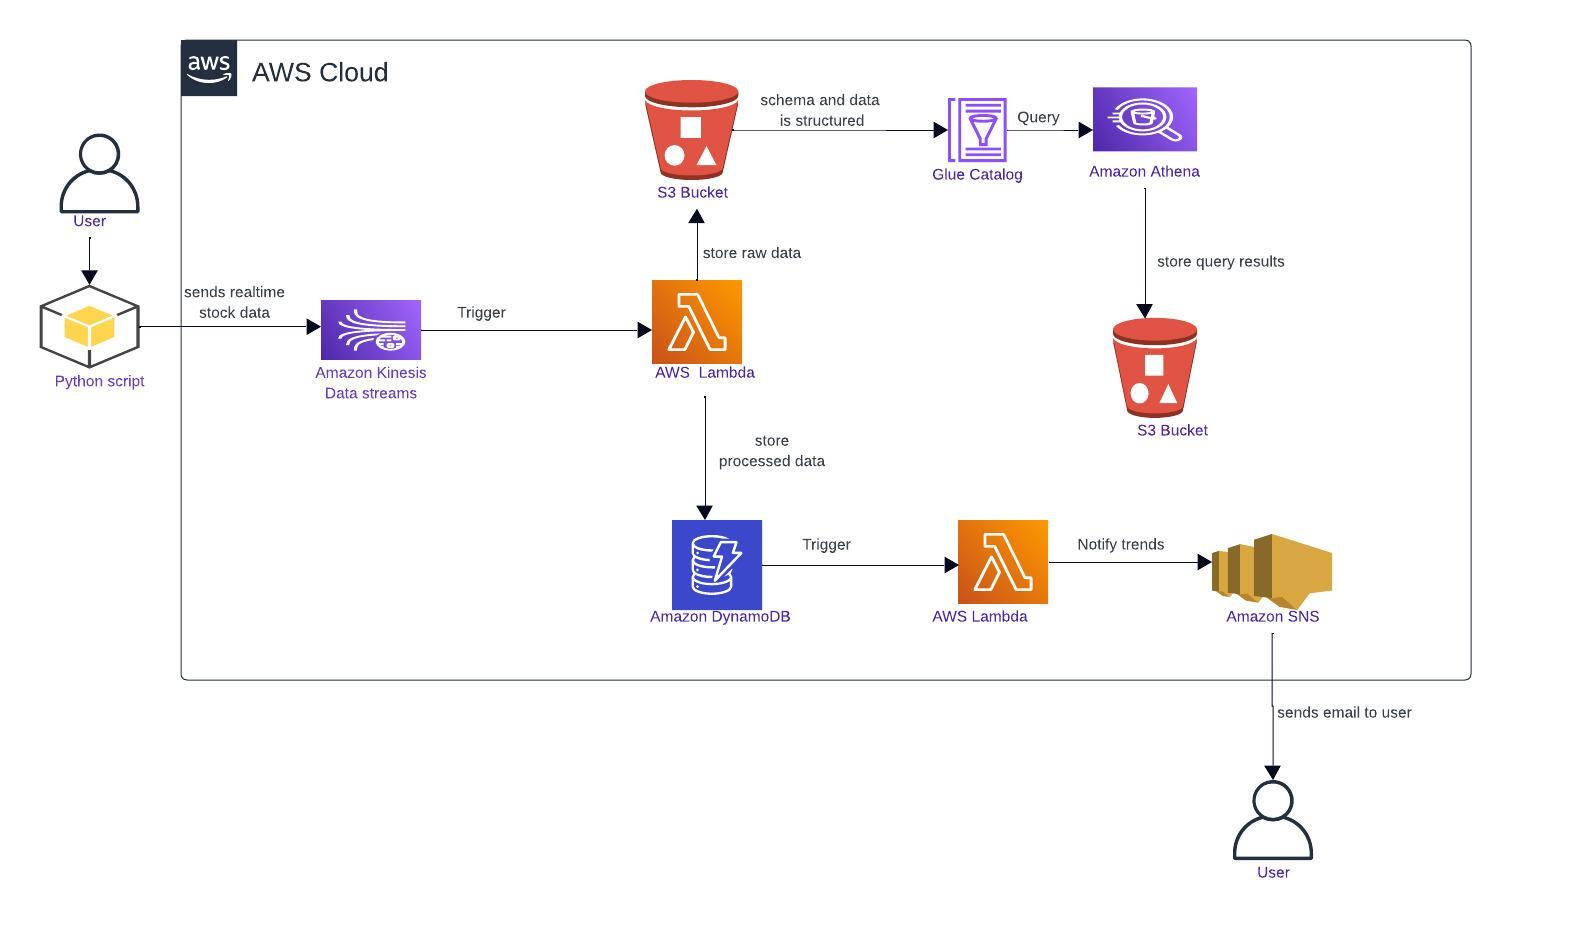 aws
AWS Cloud
schema and data
is structured
Query
Glue Catalog
Amazon Athena
S3 Bucket
User
store raw data
store query results
sends realtime
stock data
Trigger
Python script
Amazon Kinesis
Data streams
AWS  Lambda
S3 Bucket
store
processed data
Trigger
Notify trends
Amazon DynamoDB
AWS Lambda
Amazon SNS
sends email to user
User